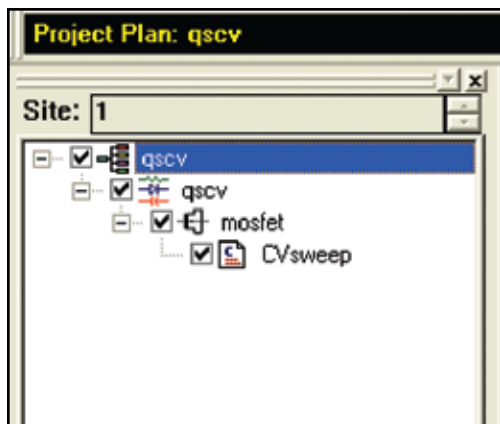 Project Plan: qscv
Site: 1
qscv
qscv
mosfet
CVsweep